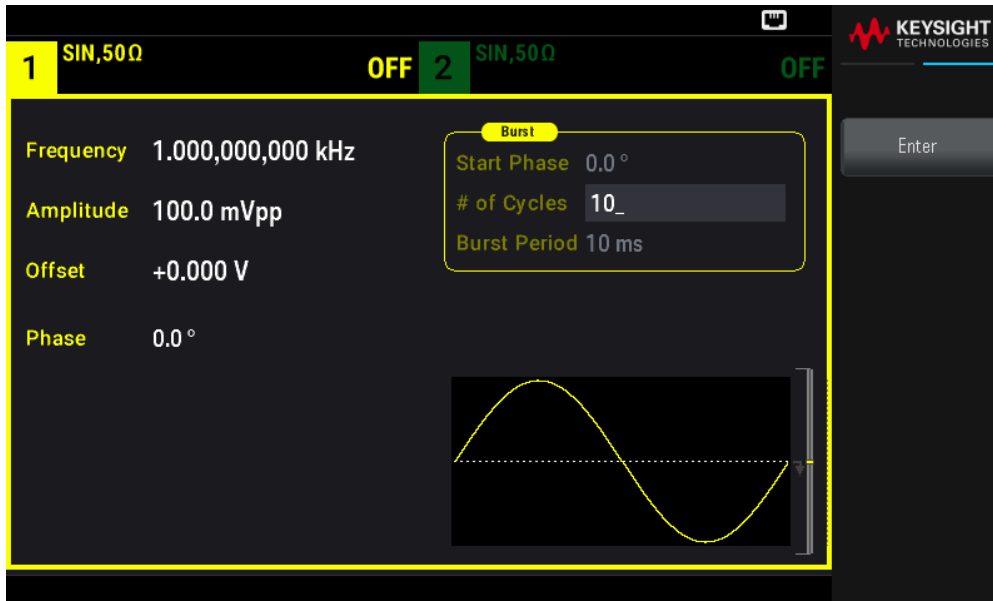 KEYSIGHT
TECHNOLOGIES
1 SIN,50Ω OFF 2 SIN,50Ω OFF
Burst
Frequency 1.000,000,000 kHz
Start Phase 0.0 °
Enter
Amplitude 100.0 mVpp
# of Cycles 10_
Burst Period 10 ms
Offset +0.000 V
Phase 0.0 °